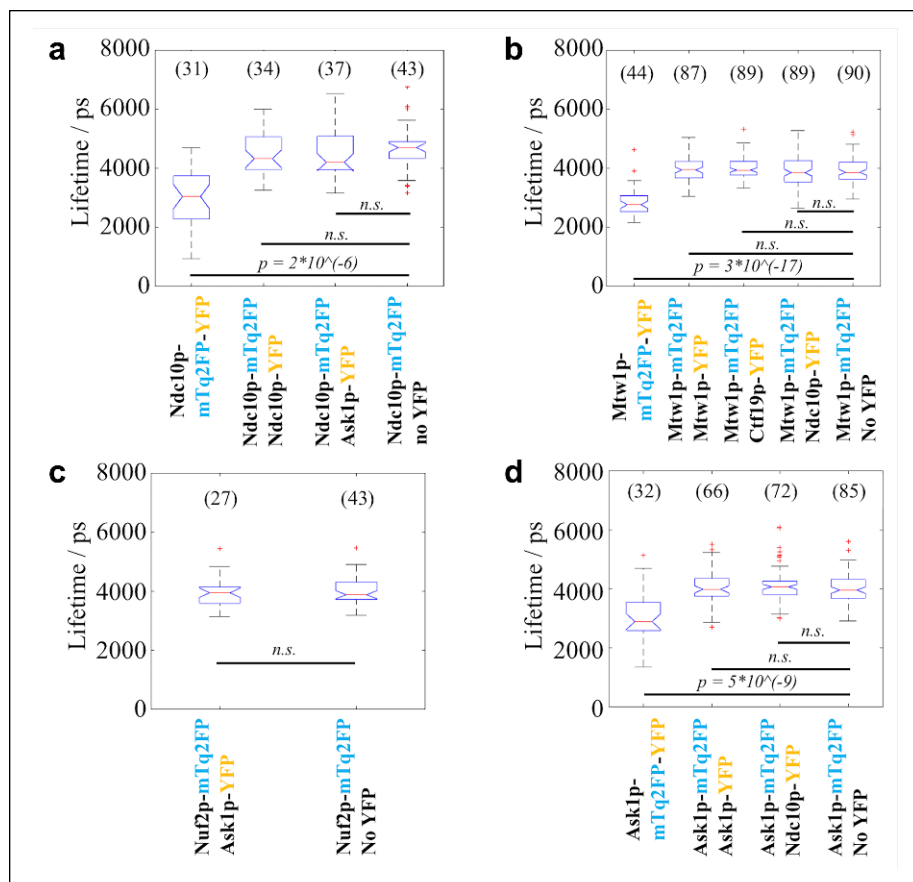 a
8000
6000
4000
2000
0
Lifetime / ps
(31)
(34)
(37)
(43)
n.s.
n.s.
p = 2*10^(-6)
Ndc10p-
mTq2FP-YFP
Ndc10p-mTq2FP
Ndc10p-YFP
Ndc10p-mTq2FP
Ask1p-YFP
Ndc10p-mTq2FP
no YFP
b
8000
6000
4000
2000
0
Lifetime / ps
(44)
(87)
(89)
(89)
(90)
n.s.
n.s.
n.s.
p = 3*10^(-17)
Mtw1p-
mTq2FP-YFP
Mtw1p-mTq2FP
Mtw1p-YFP
Mtw1p-mTq2FP
Ctf19p-YFP
Mtw1p-mTq2FP
Ndc10p-YFP
Mtw1p-mTq2FP
No YFP
c
8000
6000
4000
2000
0
Lifetime / ps
(27)
(43)
n.s.
Nuf2p-mTq2FP
Ask1p-YFP
Nuf2p-mTq2FP
No YFP
d
8000
6000
4000
2000
0
Lifetime / ps
(32)
(66)
(72)
(85)
n.s.
n.s.
p = 5*10^(-9)
Ask1p-
mTq2FP-YFP
Ask1p-mTq2FP
Ask1p-YFP
Ask1p-mTq2FP
Ndc10p-YFP
Ask1p-mTq2FP
No YFP